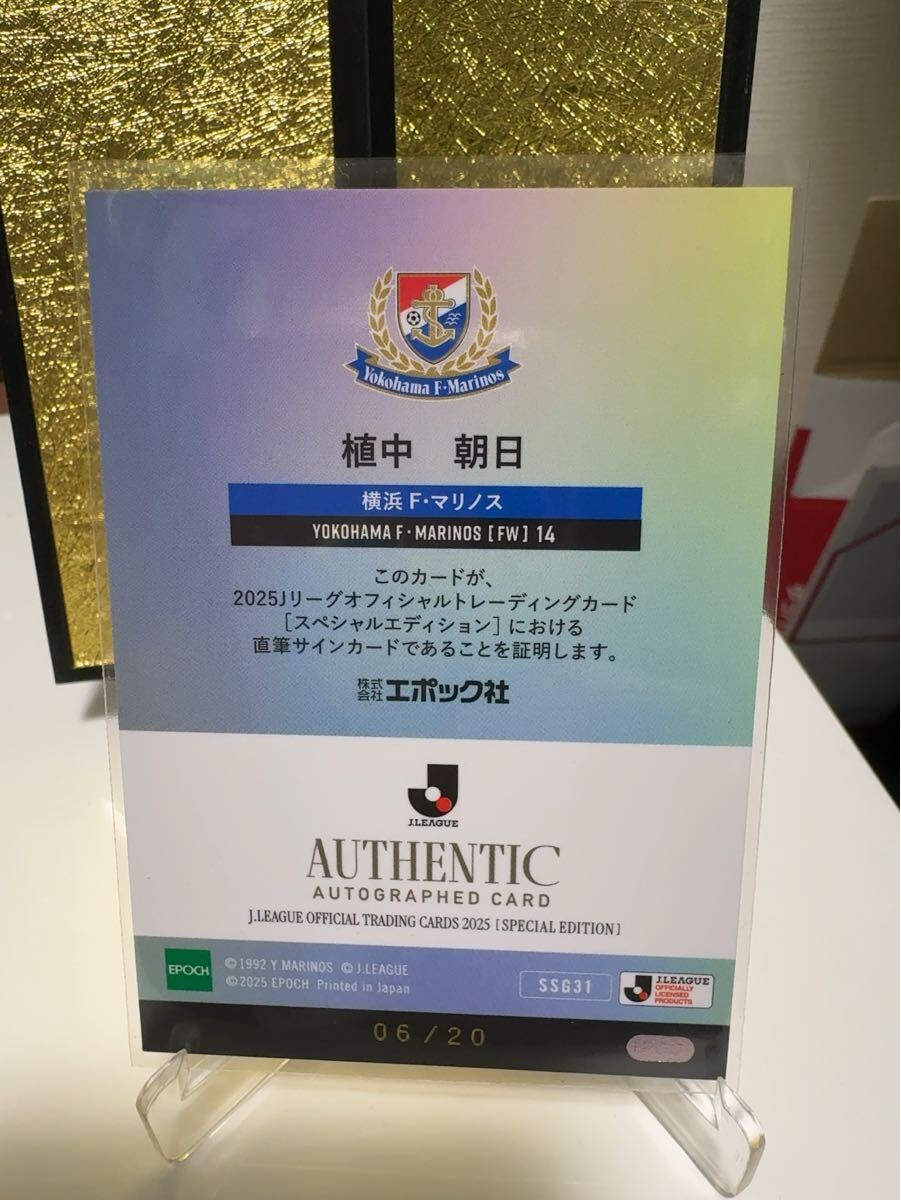 Yokohama F·Marinos
植中　朝日
横浜 F・マリノス
YOKOHAMA F・MARINOS [FW] 14
このカードが、
2025Jリーグオフィシャルトレーディングカード
[スペシャルエディション] における
直筆サインカードであることを証明します。
株式会社 エポック社
J.LEAGUE
AUTHENTIC
AUTOGRAPHED CARD
J.LEAGUE OFFICIAL TRADING CARDS 2025 [SPECIAL EDITION]
EPOCH
©1992 Y.MARINOS ©J.LEAGUE
©2025 EPOCH Printed in Japan
SSG31
J.LEAGUE
OFFICIALLY
LICENSED
PRODUCTS
06/20